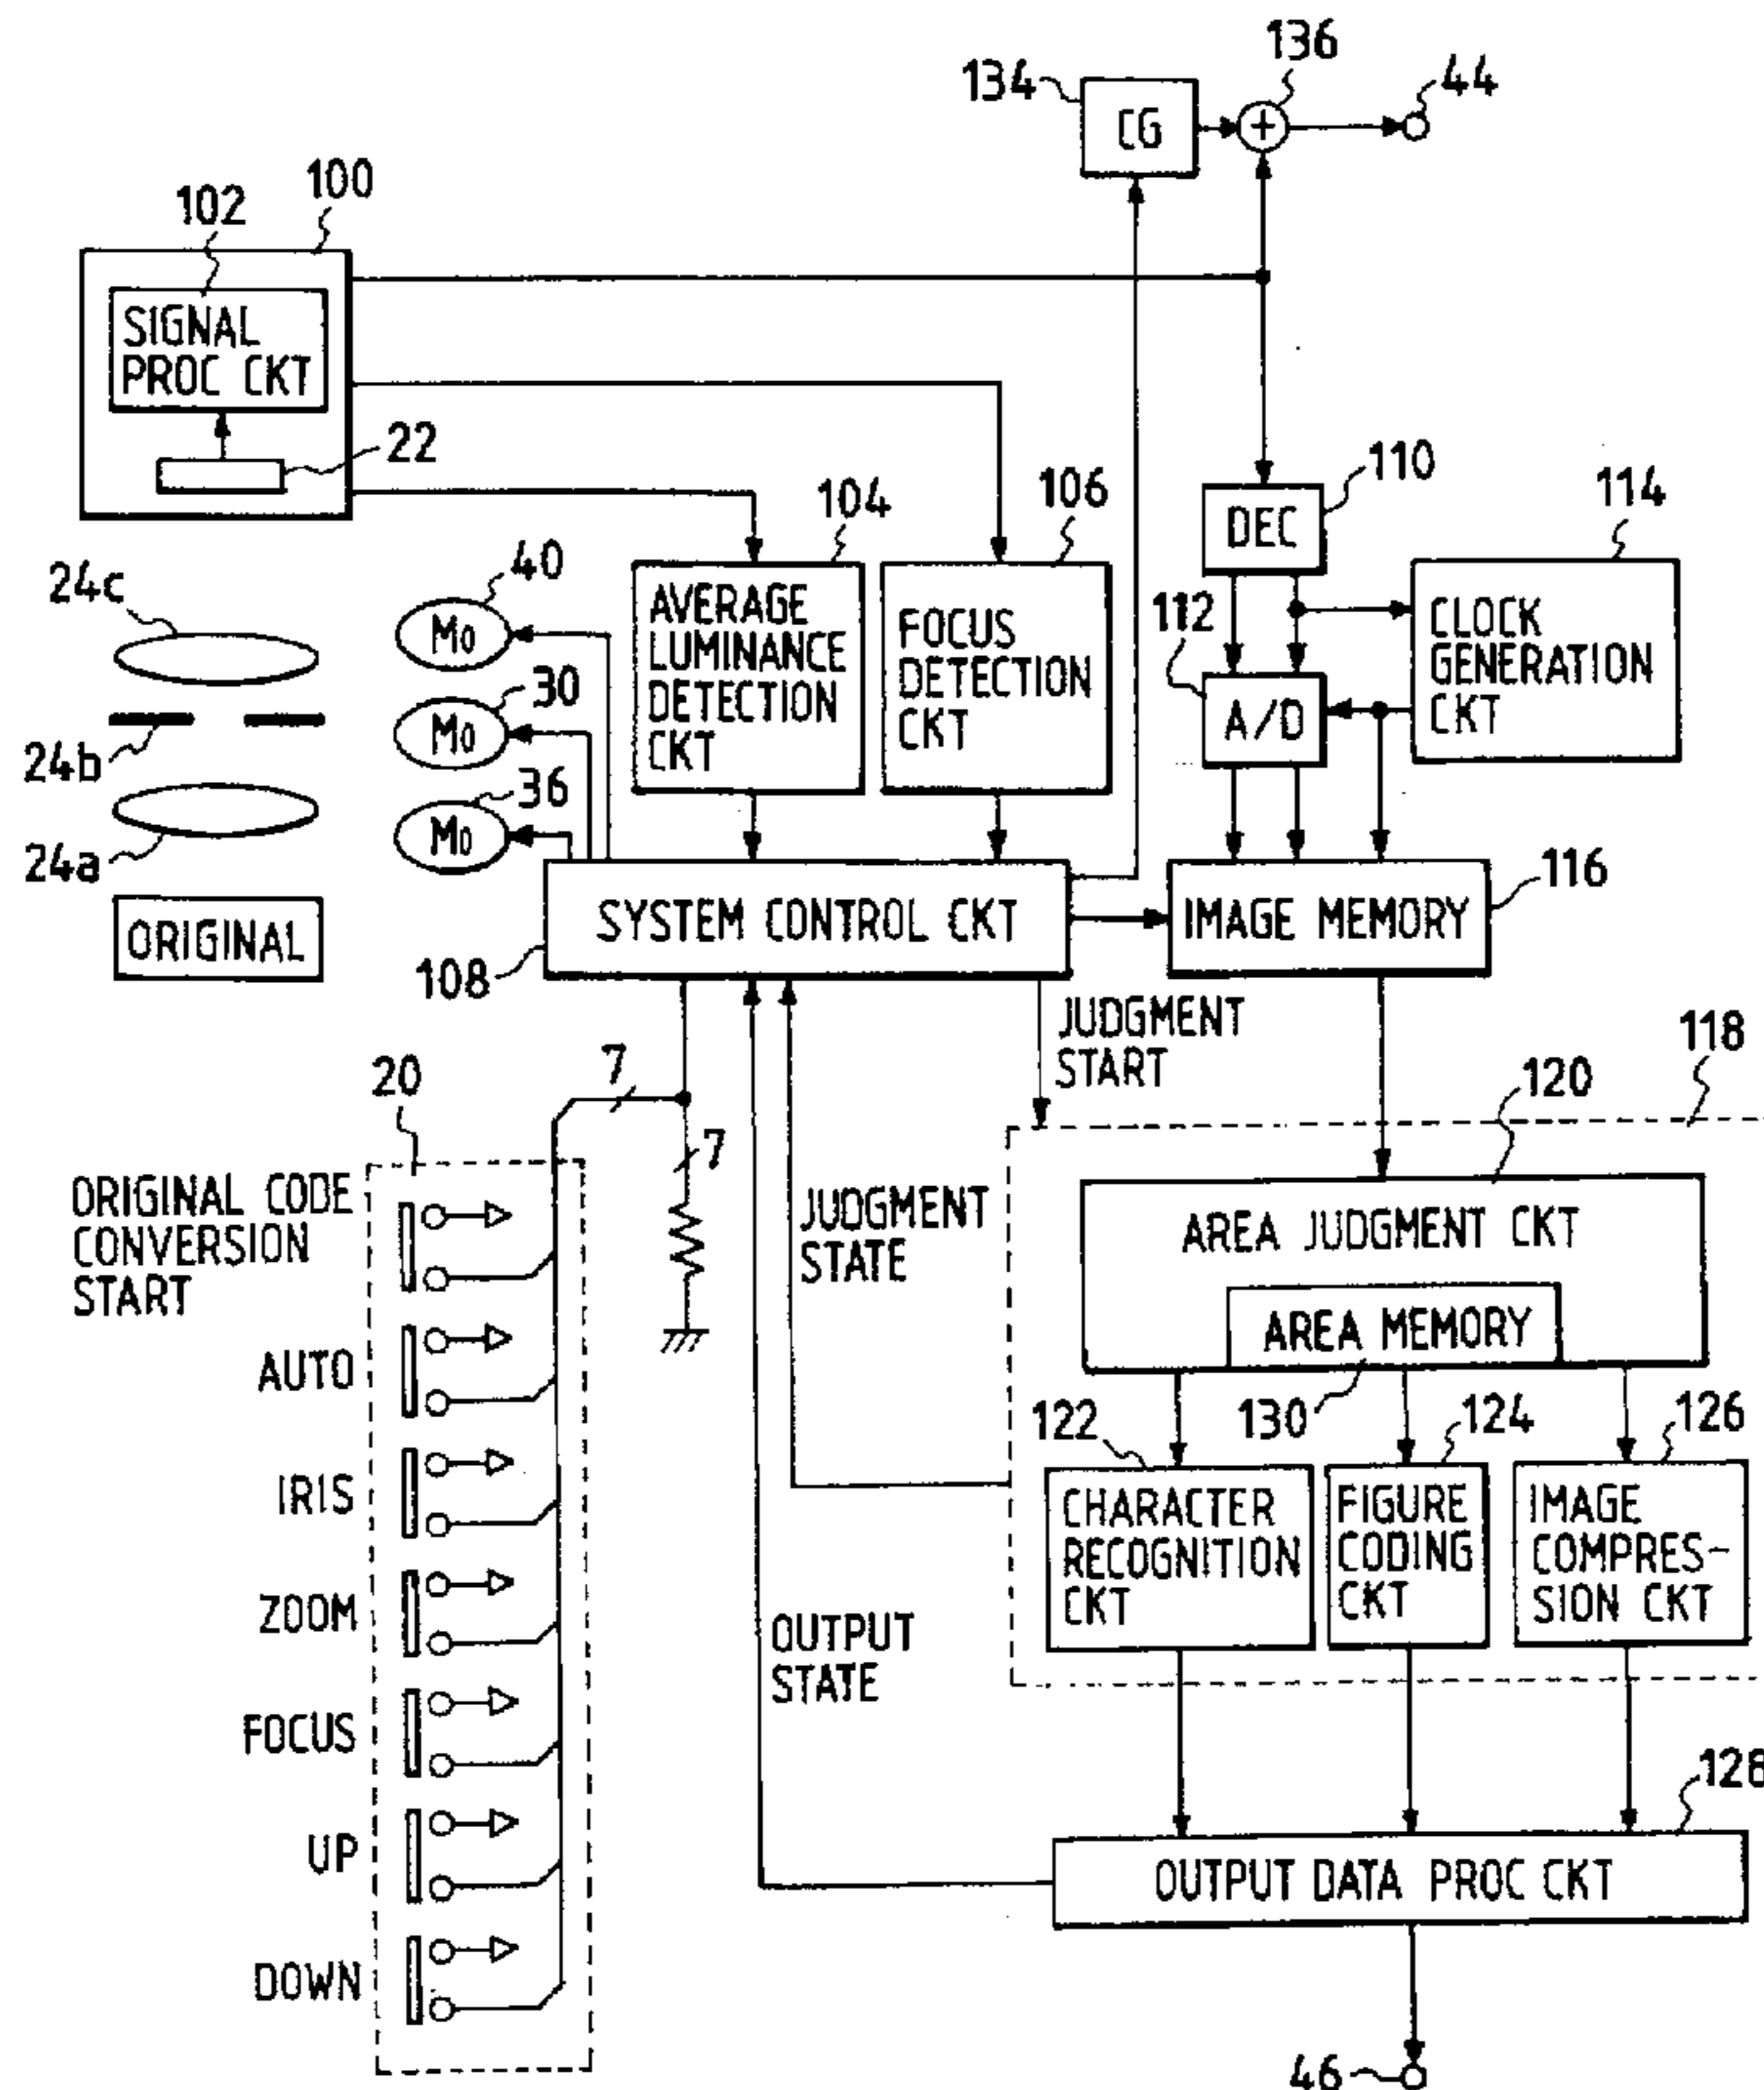 136
134
44
CG
+
100
102
SIGNAL
PROC CKT
22
110
DEC
104
106
114
40
24c
AVERAGE
LUMINANCE
DETECTION
CKT
FOCUS
DETECTION
CKT
112
CLOCK
GENERATION
CKT
Mo
30
A/D
Mo
24b
36
Mo
24a
116
ORIGINAL
SYSTEM CONTROL CKT
IMAGE MEMORY
108
JUDGMENT
START
118
7
20
120
7
ORIGINAL CODE
CONVERSION
START
JUDGMENT
STATE
AREA JUDGMENT CKT
AREA MEMORY
AUTO
122
130
124
126
IRIS
CHARACTER
RECOGNITION
CKT
FIGURE
CODING
CKT
IMAGE
COMPRES-
SION CKT
ZOOM
OUTPUT
STATE
FOCUS
128
UP
OUTPUT DATA PROC CKT
DOWN
46